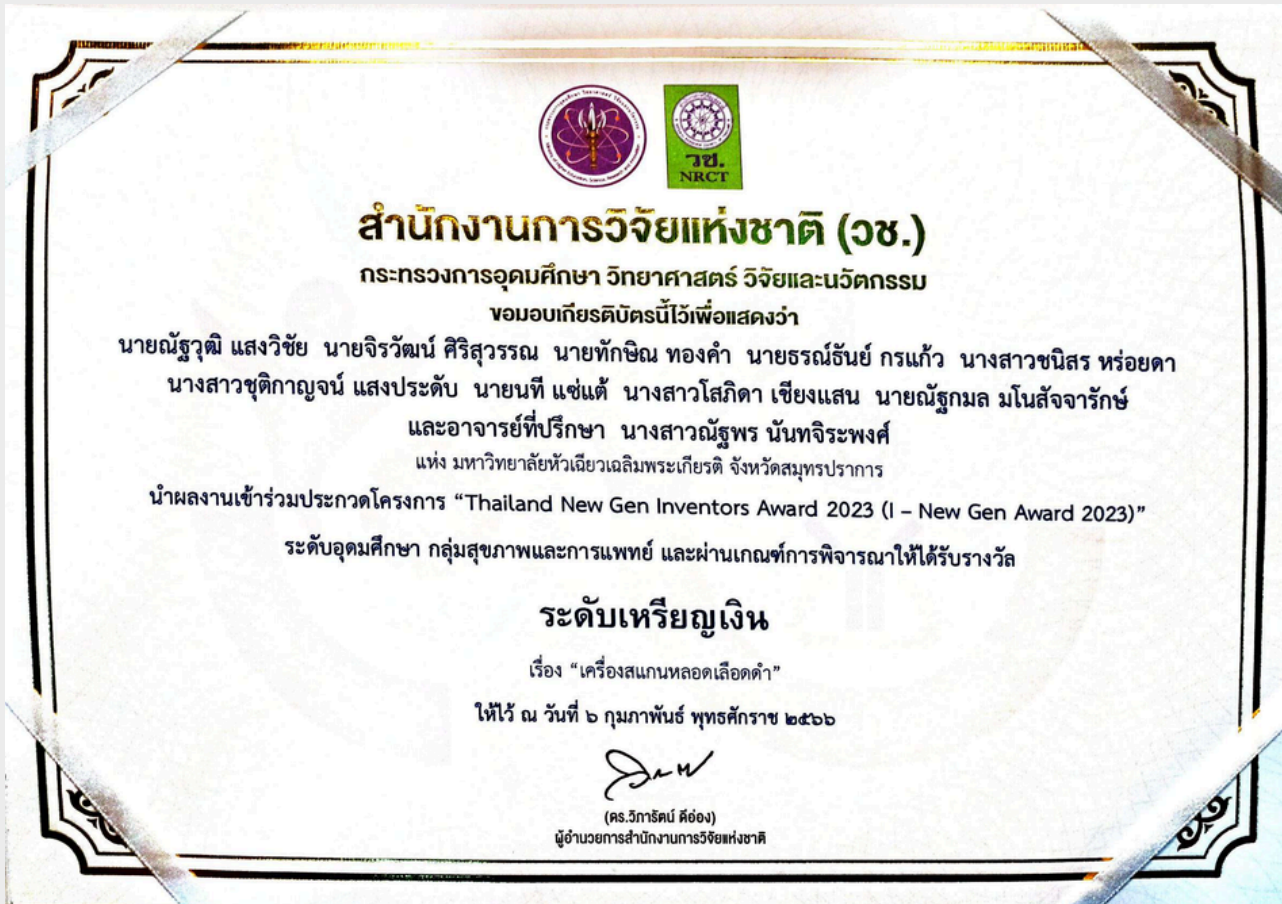 วช.
NRCT
สำนักงานการวิจัยแห่งชาติ (วช.)
กระทรวงการอุดมศึกษา วิทยาศาสตร์ วิจัยและนวัตกรรม
ขอมอบเกียรติบัตรนี้ไว้เพื่อแสดงว่า
นายณัฐวุฒิ แสงวิชัย นายจิรวัฒน์ ศิริสุวรรณ นายทักษิณ ทองคำ นายธรณ์ธันย์ กรแก้ว นางสาวชนิสร หร่อยดา
นางสาวชุติกาญจน์ แสงประดับ นายนที แซ่แต้ นางสาวโสภิดา เชียงแสน นายณัฐกมล มโนสัจจารักษ์
และอาจารย์ที่ปรึกษา นางสาวณัฐพร นันทจิระพงศ์
แห่ง มหาวิทยาลัยหัวเฉียวเฉลิมพระเกียรติ จังหวัดสมุทรปราการ
นำผลงานเข้าร่วมประกวดโครงการ “Thailand New Gen Inventors Award 2023 (I – New Gen Award 2023)”
ระดับอุดมศึกษา กลุ่มสุขภาพและการแพทย์ และผ่านเกณฑ์การพิจารณาให้ได้รับรางวัล
ระดับเหรียญเงิน
เรื่อง “เครื่องสแกนหลอดเลือดดำ”
ให้ไว้ ณ วันที่ ๖ กุมภาพันธ์ พุทธศักราช ๒๕๖๖
(ดร.วิภารัตน์ ดีอ่อง)
ผู้อำนวยการสำนักงานการวิจัยแห่งชาติ